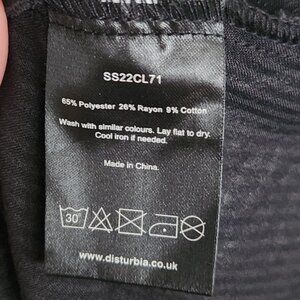 SS22CL71
65% Polyester 26% Rayon 9% Cotton
Wash with similar colours. Lay flat to dry.
Cool iron if needed.
Made in China.
30°
www.disturbia.co.uk